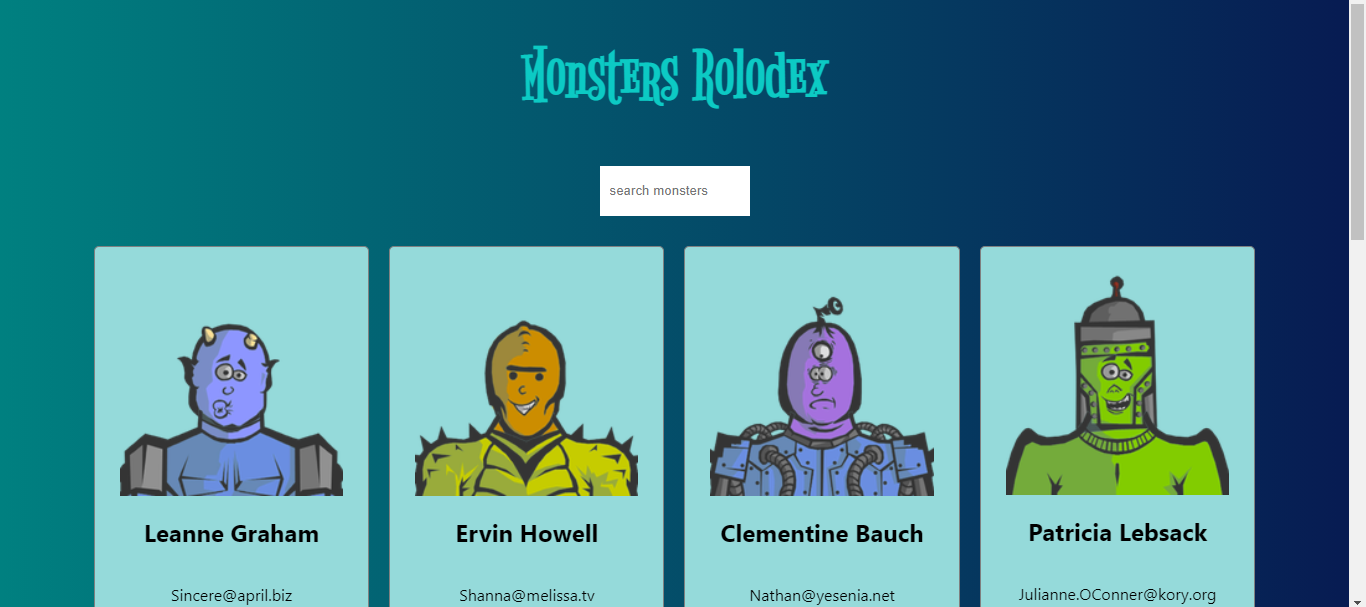 Monsters Rolodex
search monsters
Leanne Graham
Ervin Howell
Clementine Bauch
Patricia Lebsack
Sincere@april.biz
Shanna@melissa.tv
Nathan@yesenia.net
Julianne.OConner@kory.org